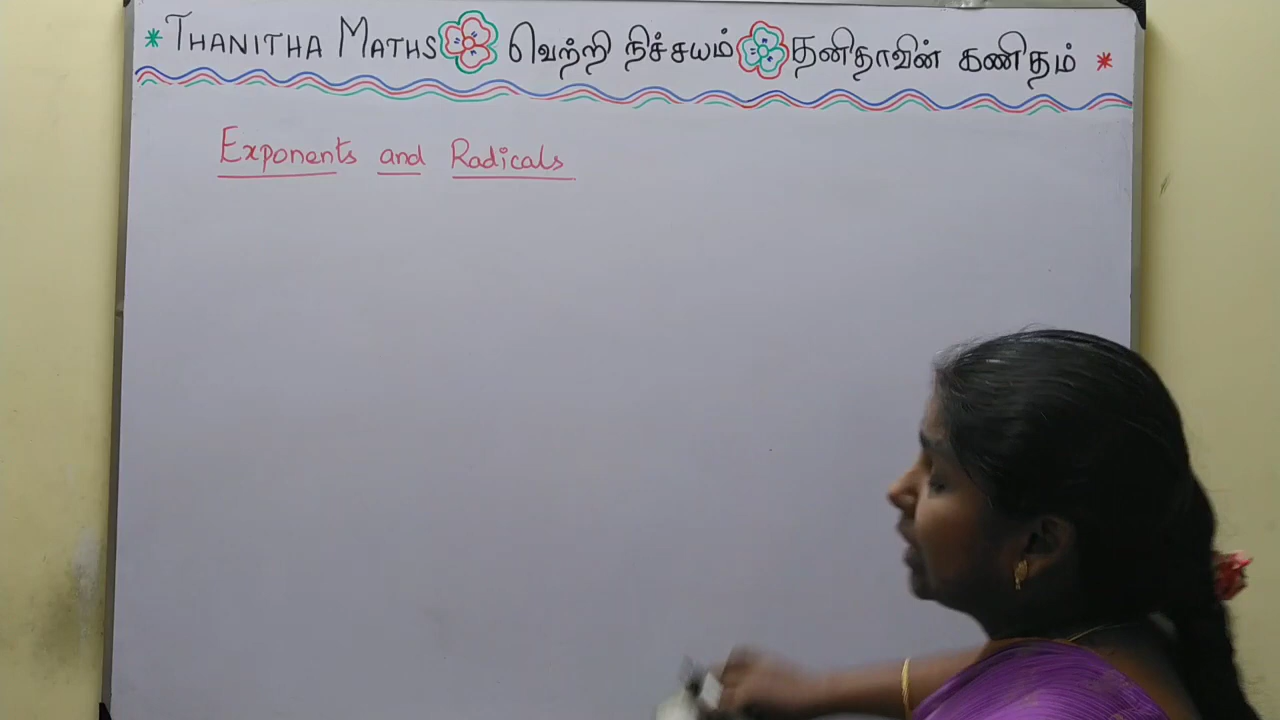 * THANITHA MATHS வெற்றி நிச்சயம் தனிதாவின் கணிதம் *
Exponents and Radicals